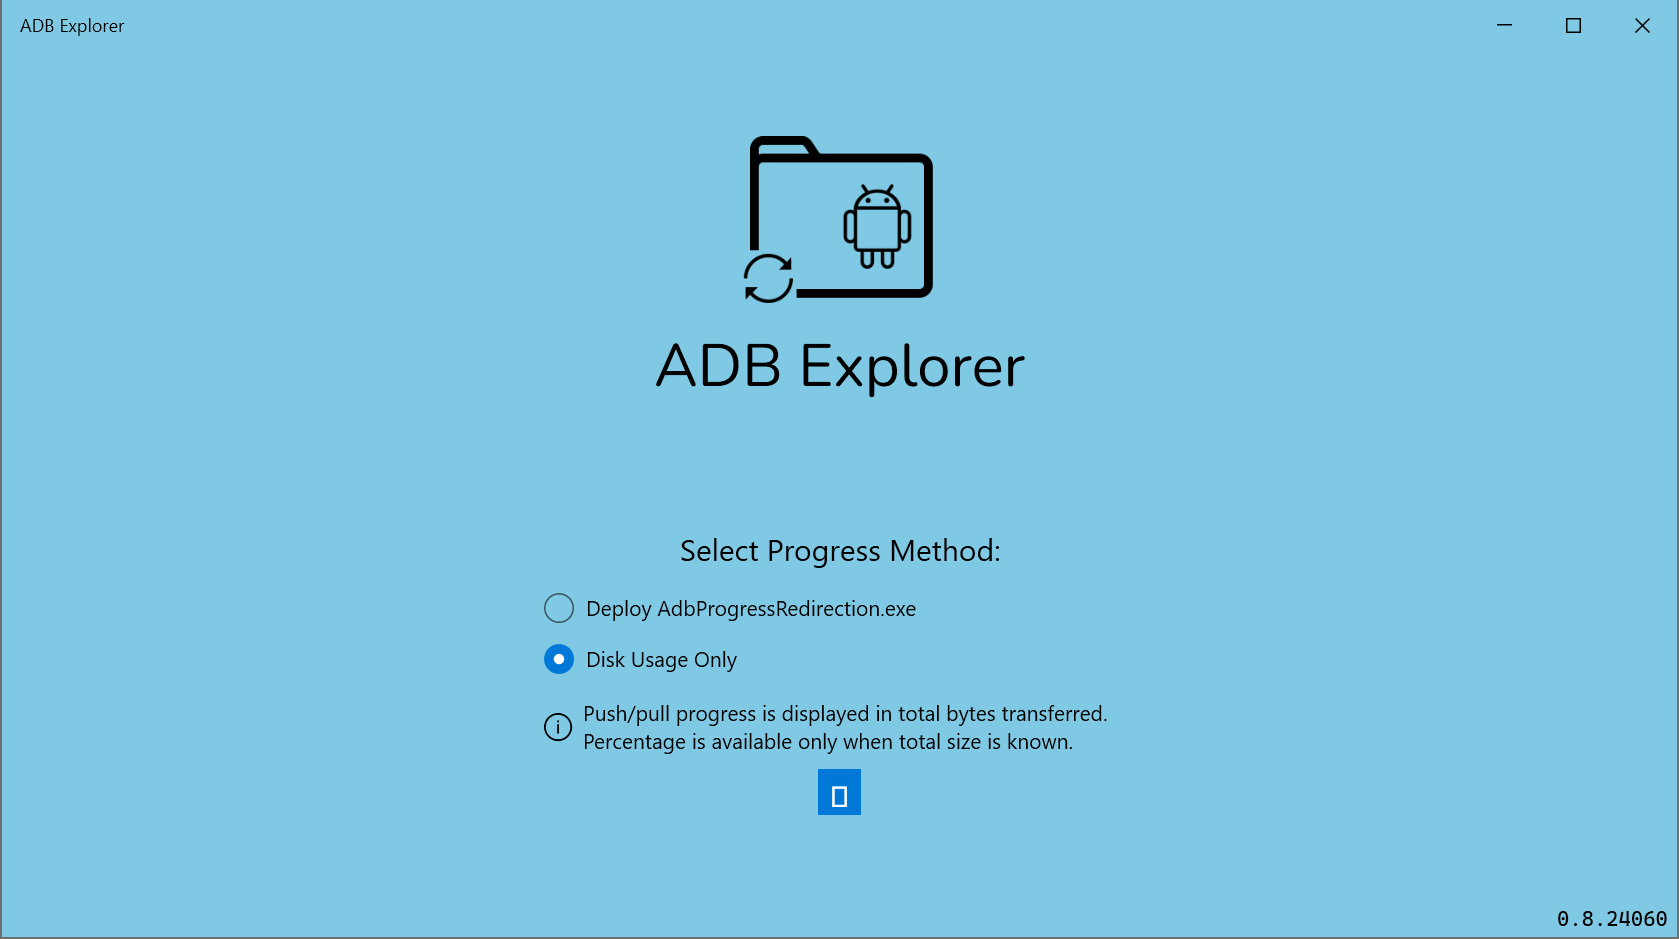 ADB Explorer
ADB Explorer
Select Progress Method:
Deploy AdbProgressRedirection.exe
Disk Usage Only
Push/pull progress is displayed in total bytes transferred.
Percentage is available only when total size is known.
0.8.24060